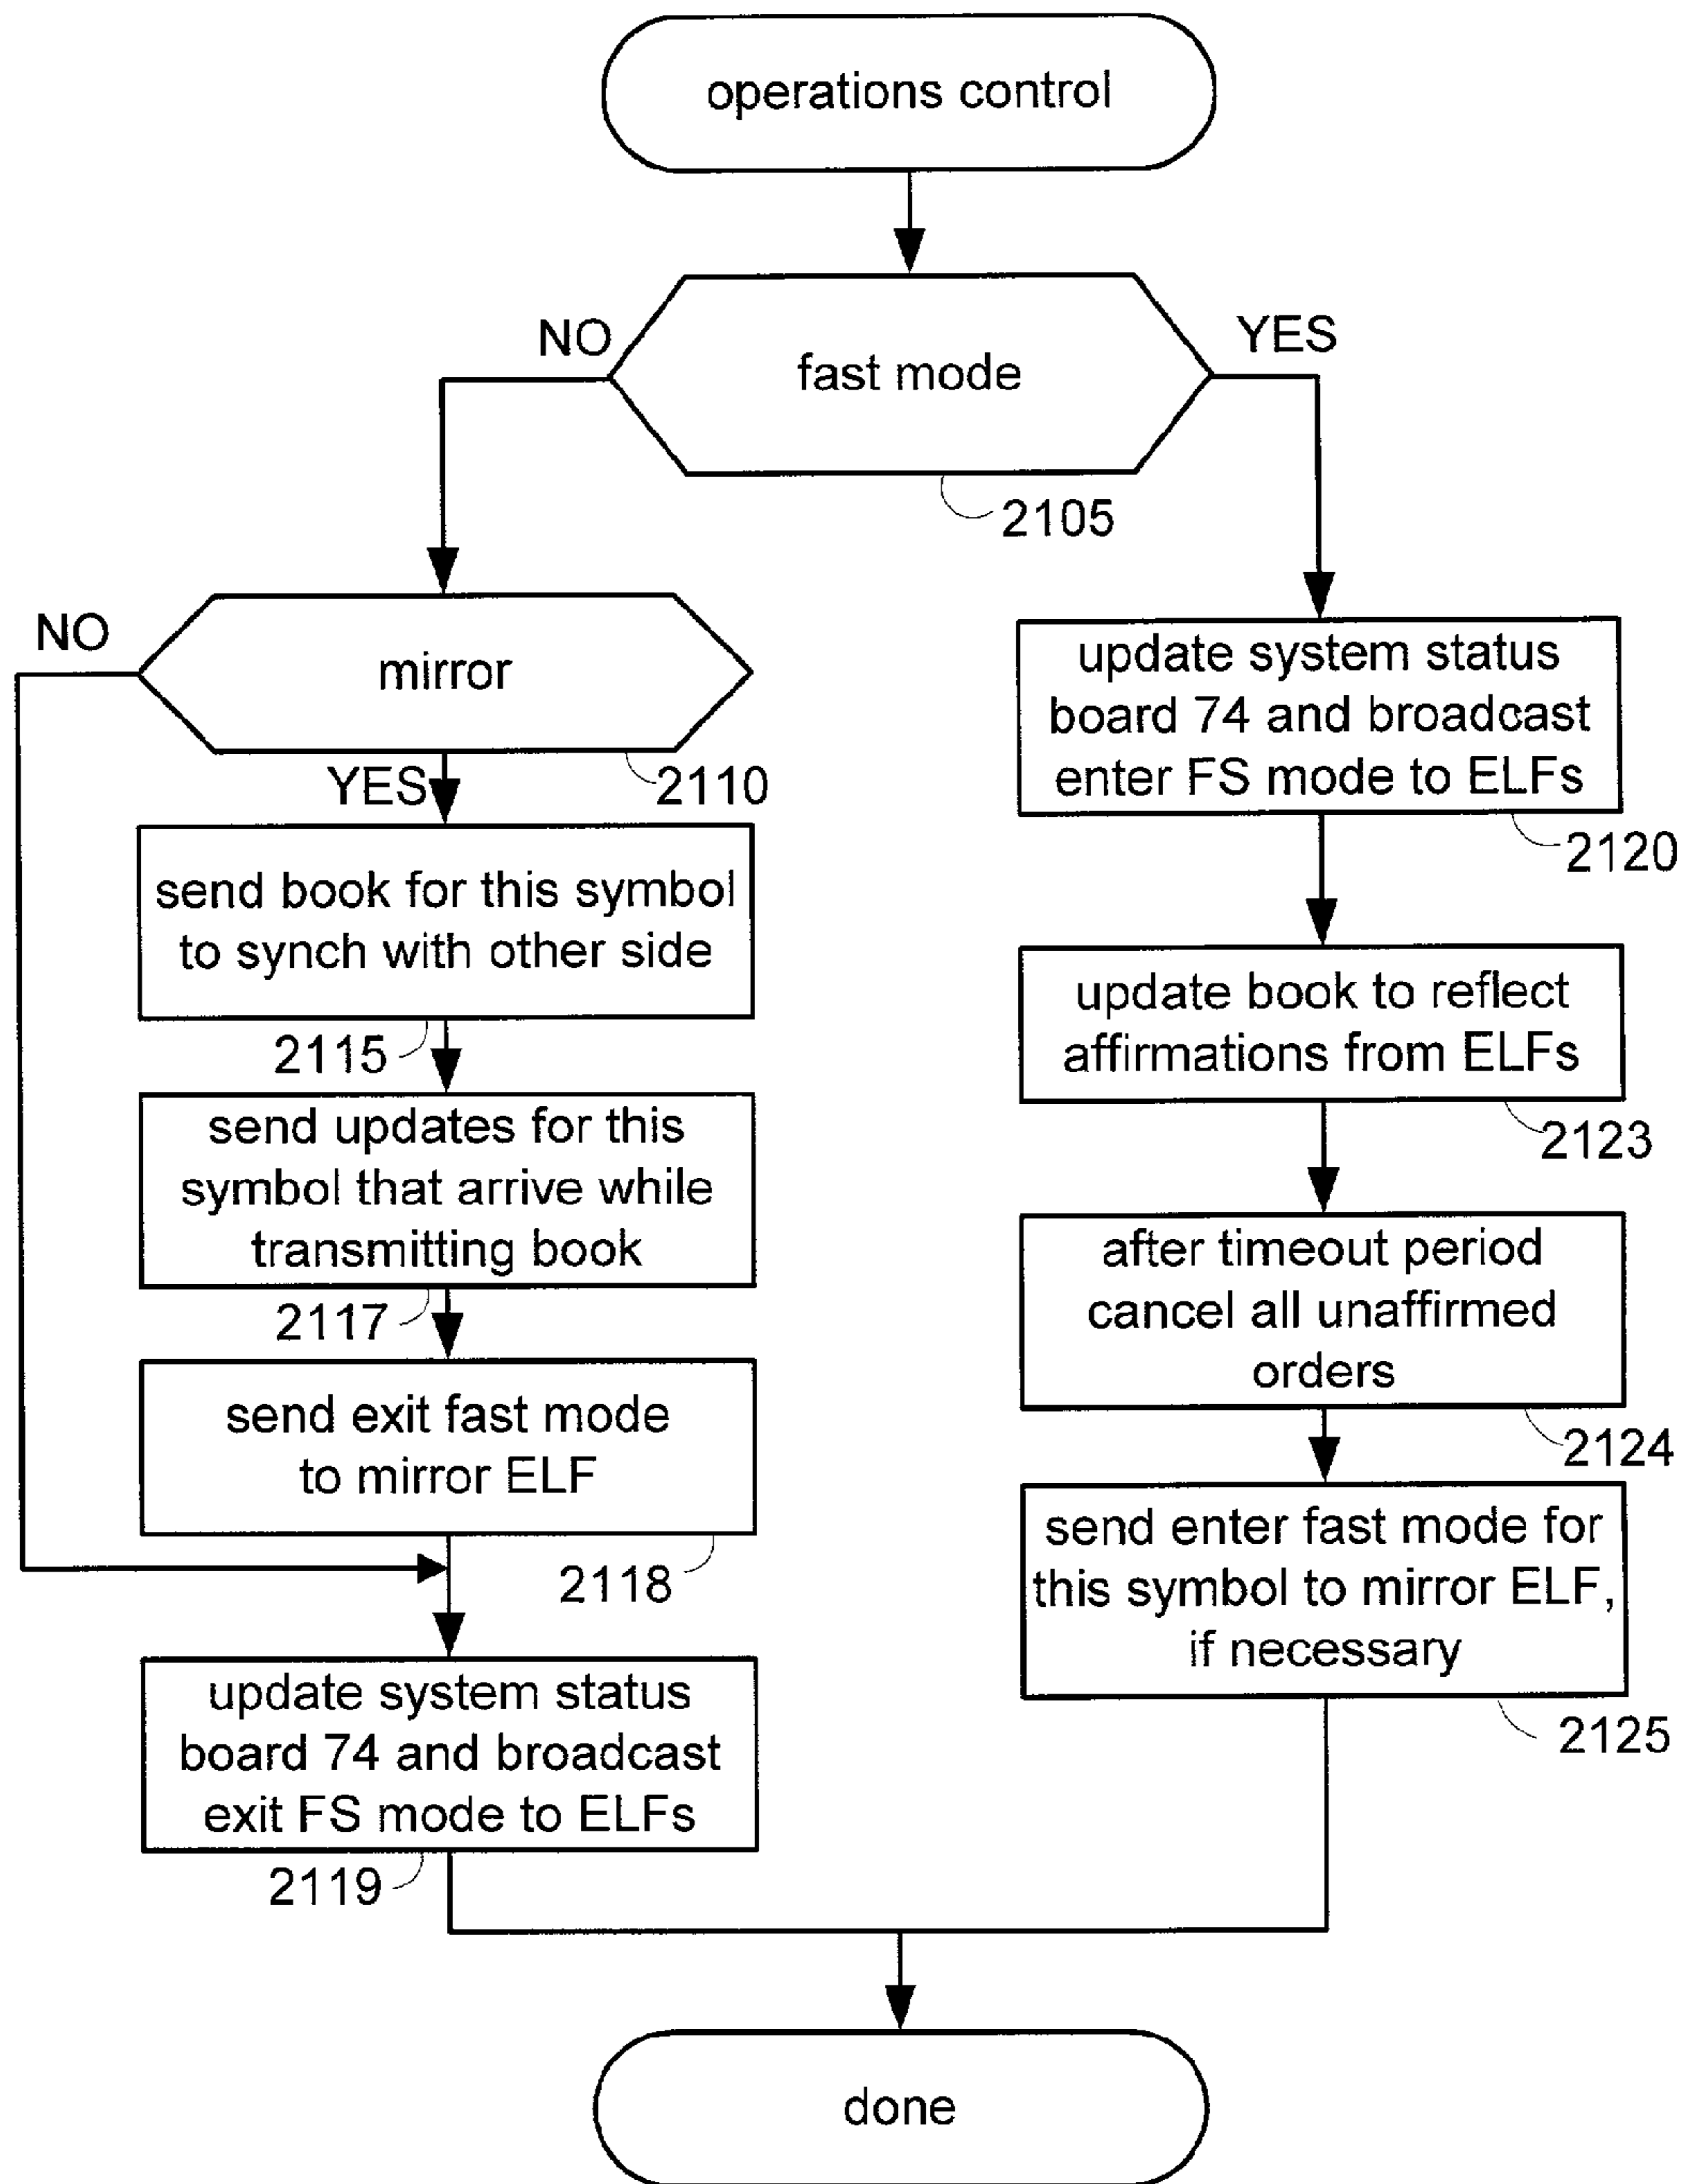 operations control
NO
YES
fast mode
2105
NO
mirror
2110
YES
send book for this symbol
to synch with other side
2115
send updates for this
symbol that arrive while
transmitting book
2117
send exit fast mode
to mirror ELF
2118
update system status
board 74 and broadcast
exit FS mode to ELFs
2119
update system status
board 74 and broadcast
enter FS mode to ELFs
2120
update book to reflect
affirmations from ELFs
2123
after timeout period
cancel all unaffirmed
orders
2124
send enter fast mode for
this symbol to mirror ELF,
if necessary
2125
done